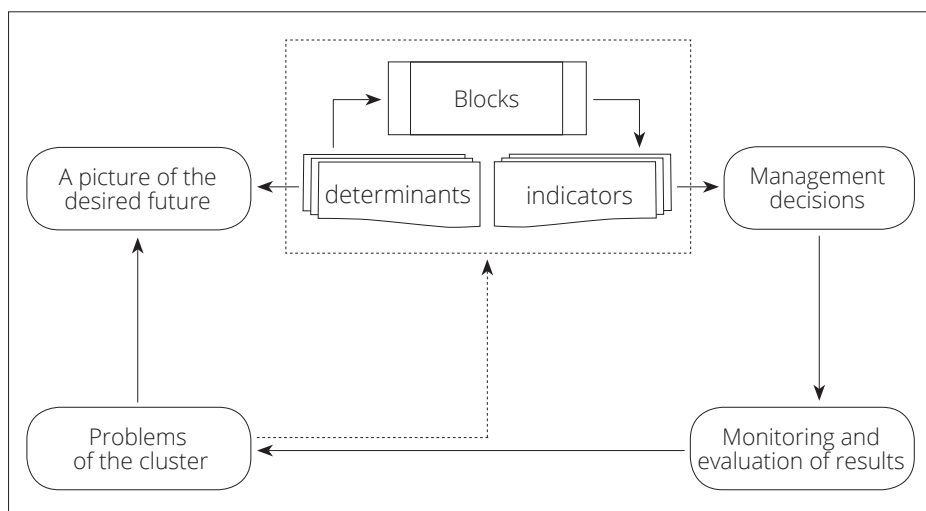 Blocks
A picture of the
desired future
determinants
indicators
Management
decisions
Problems
of the cluster
Monitoring and
evaluation of results